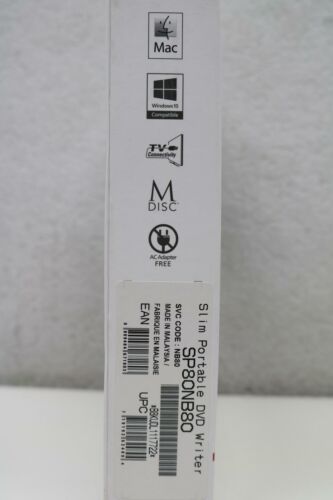 Mac
Windows 10
Compatible
TV
Connectivity
M
DISC
AC Adapter
FREE
Slim Portable DVD Writer
SP80NB80
SVC CODE : NB80
MADE IN MALAYSIA /
FABRIQUÉ EN MALAISIE
EAN
UPC